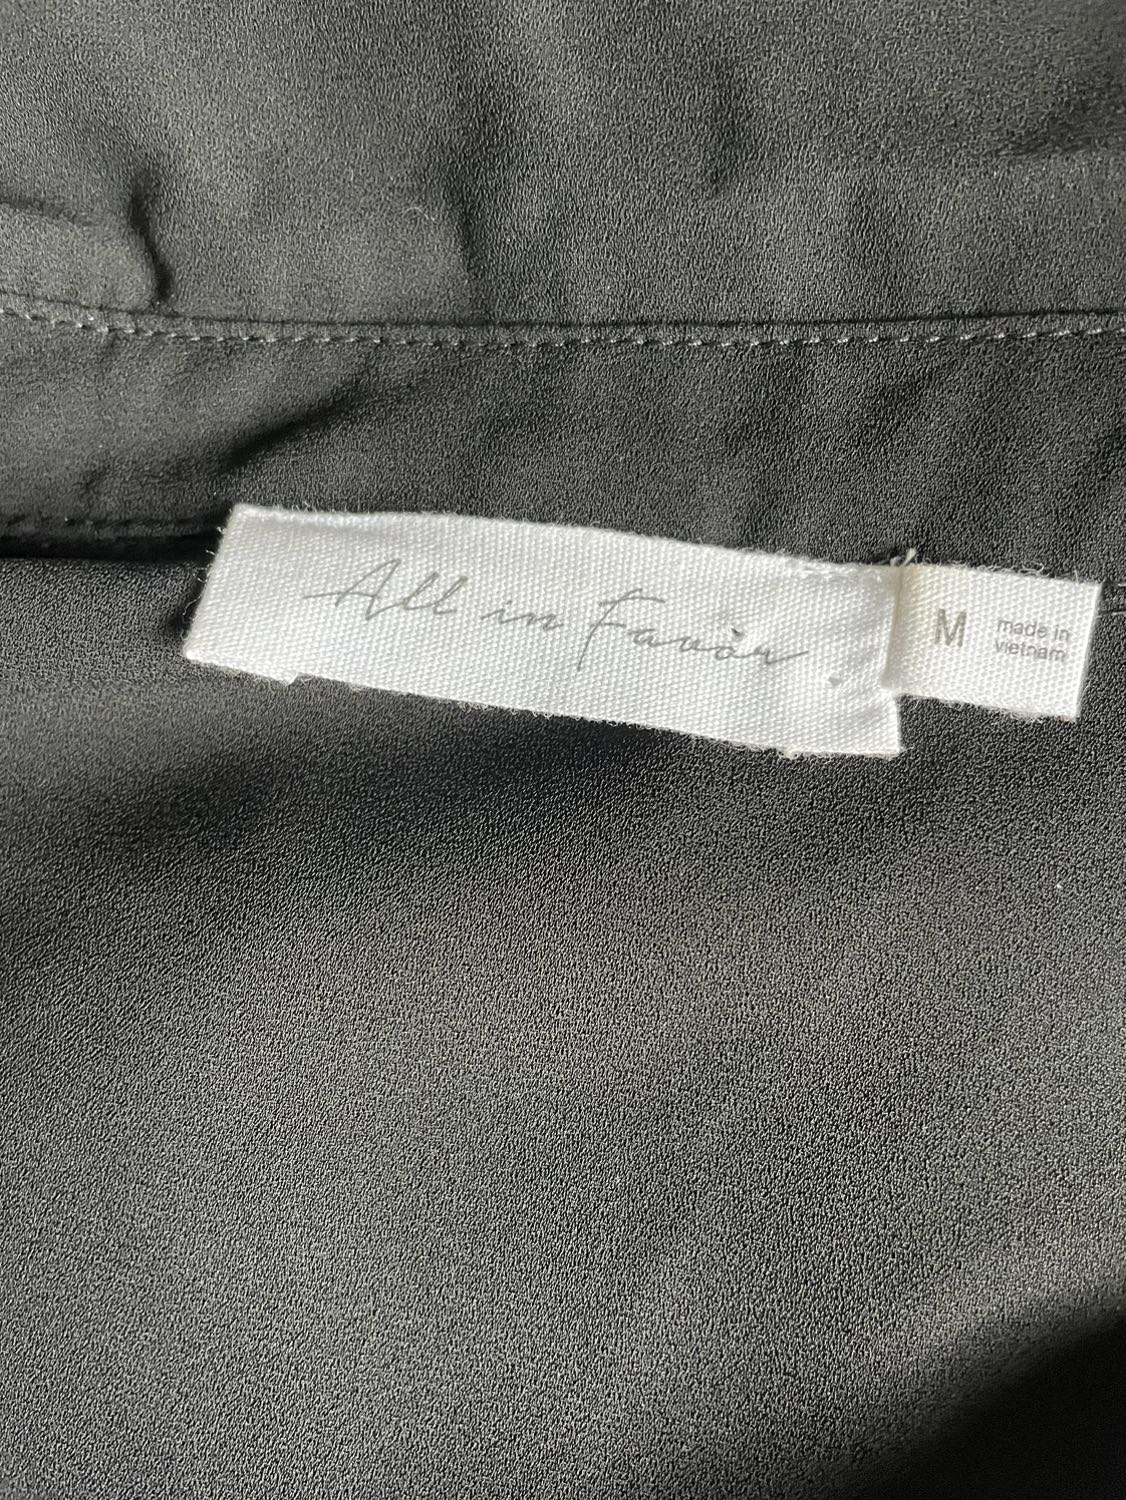 All in Favor
M
made in
vietnam